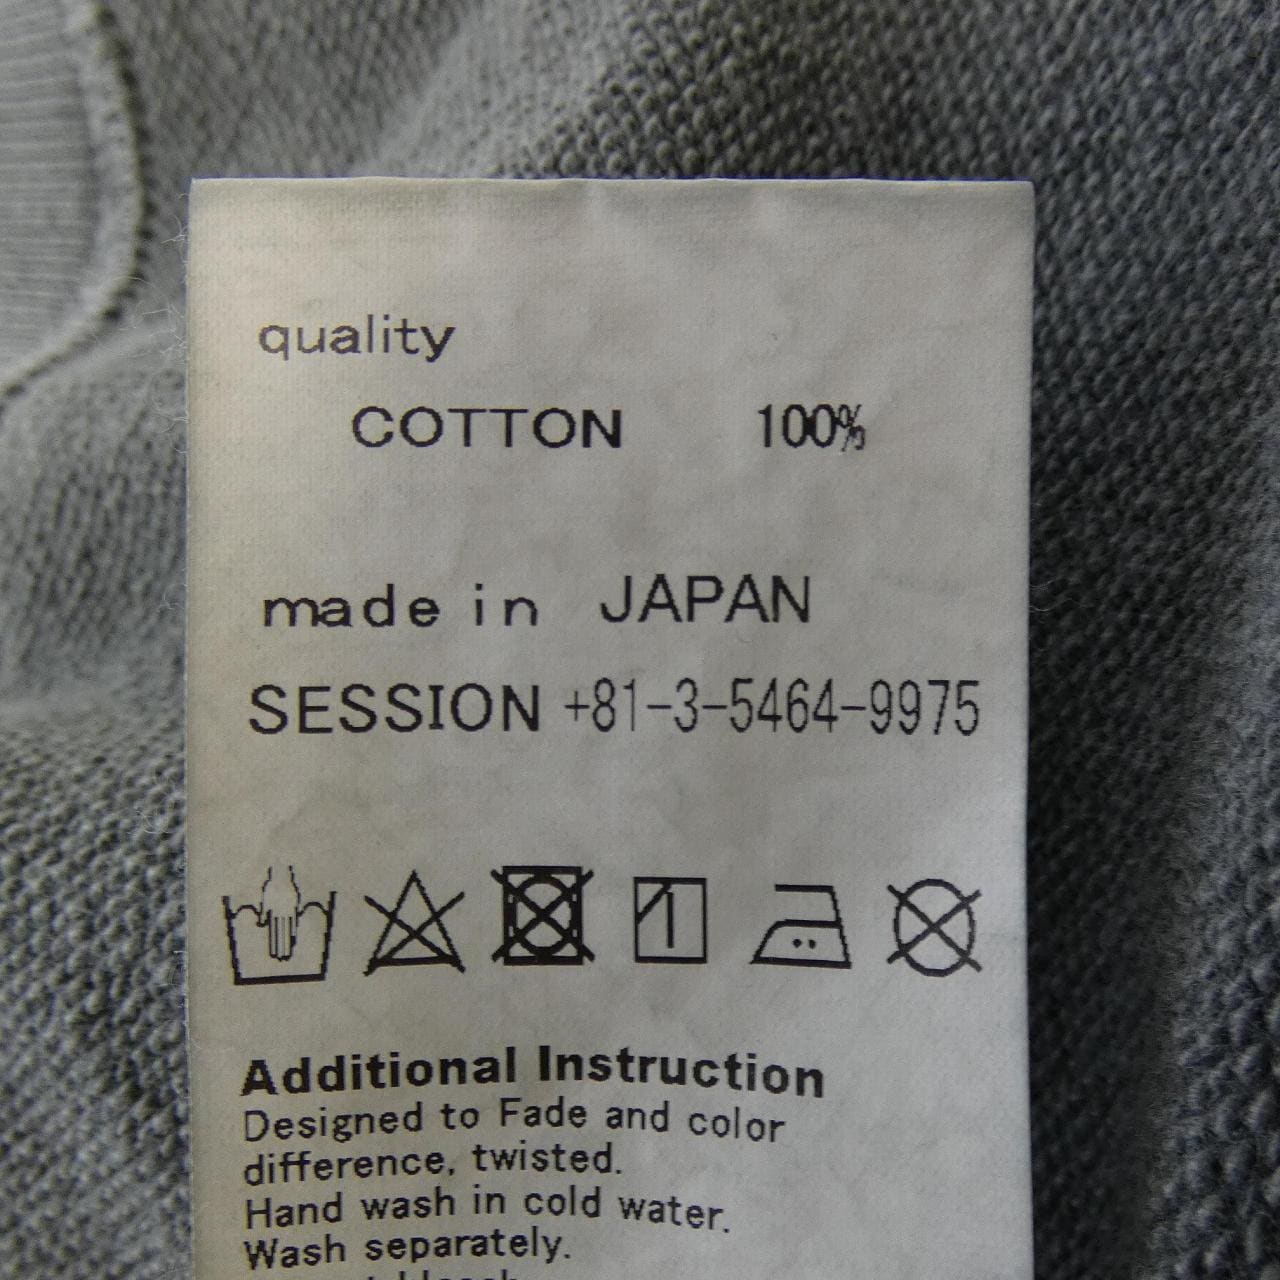 quality
COTTON 100%
made in JAPAN
SESSION +81-3-5464-9975
Additional Instruction
Designed to Fade and color
difference, twisted.
Hand wash in cold water.
Wash separately.